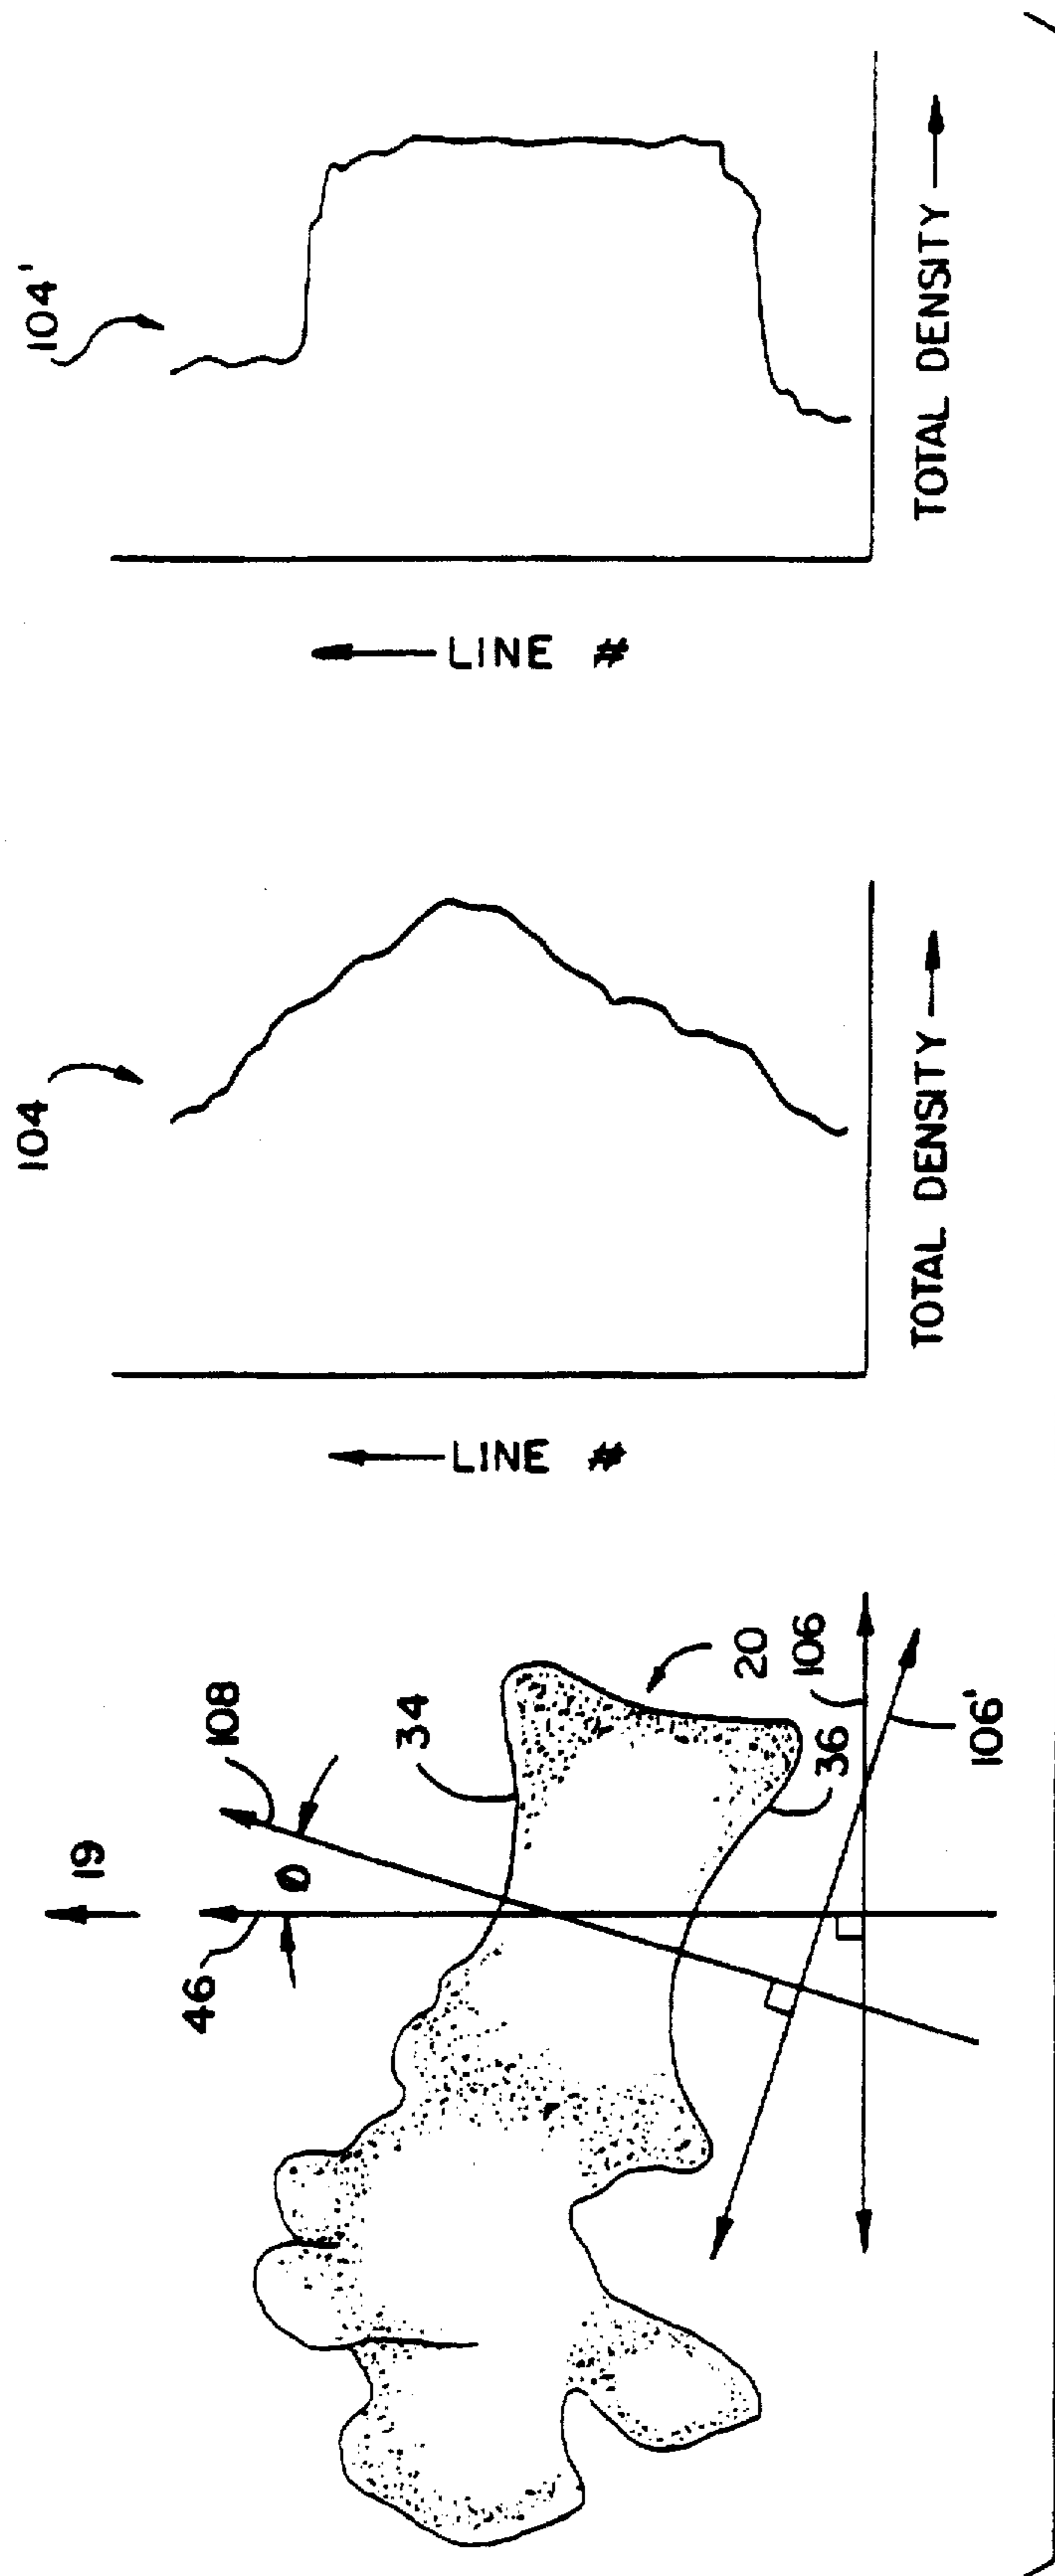 19
46
Ø
108
34
20
106
36
106'
104
LINE #
TOTAL DENSITY
104'
LINE #
TOTAL DENSITY